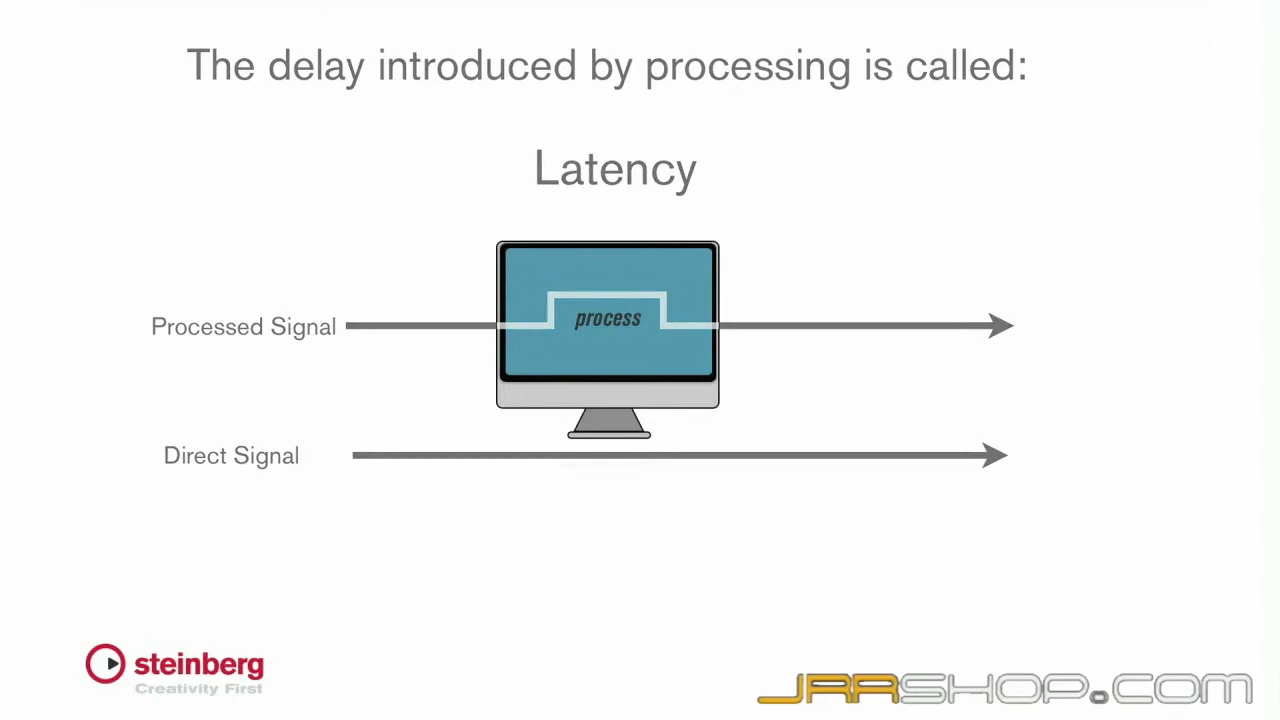 The delay introduced by processing is called:
Latency
process
Processed Signal
Direct Signal
steinberg
Creativity First
JRRSHOP.COM